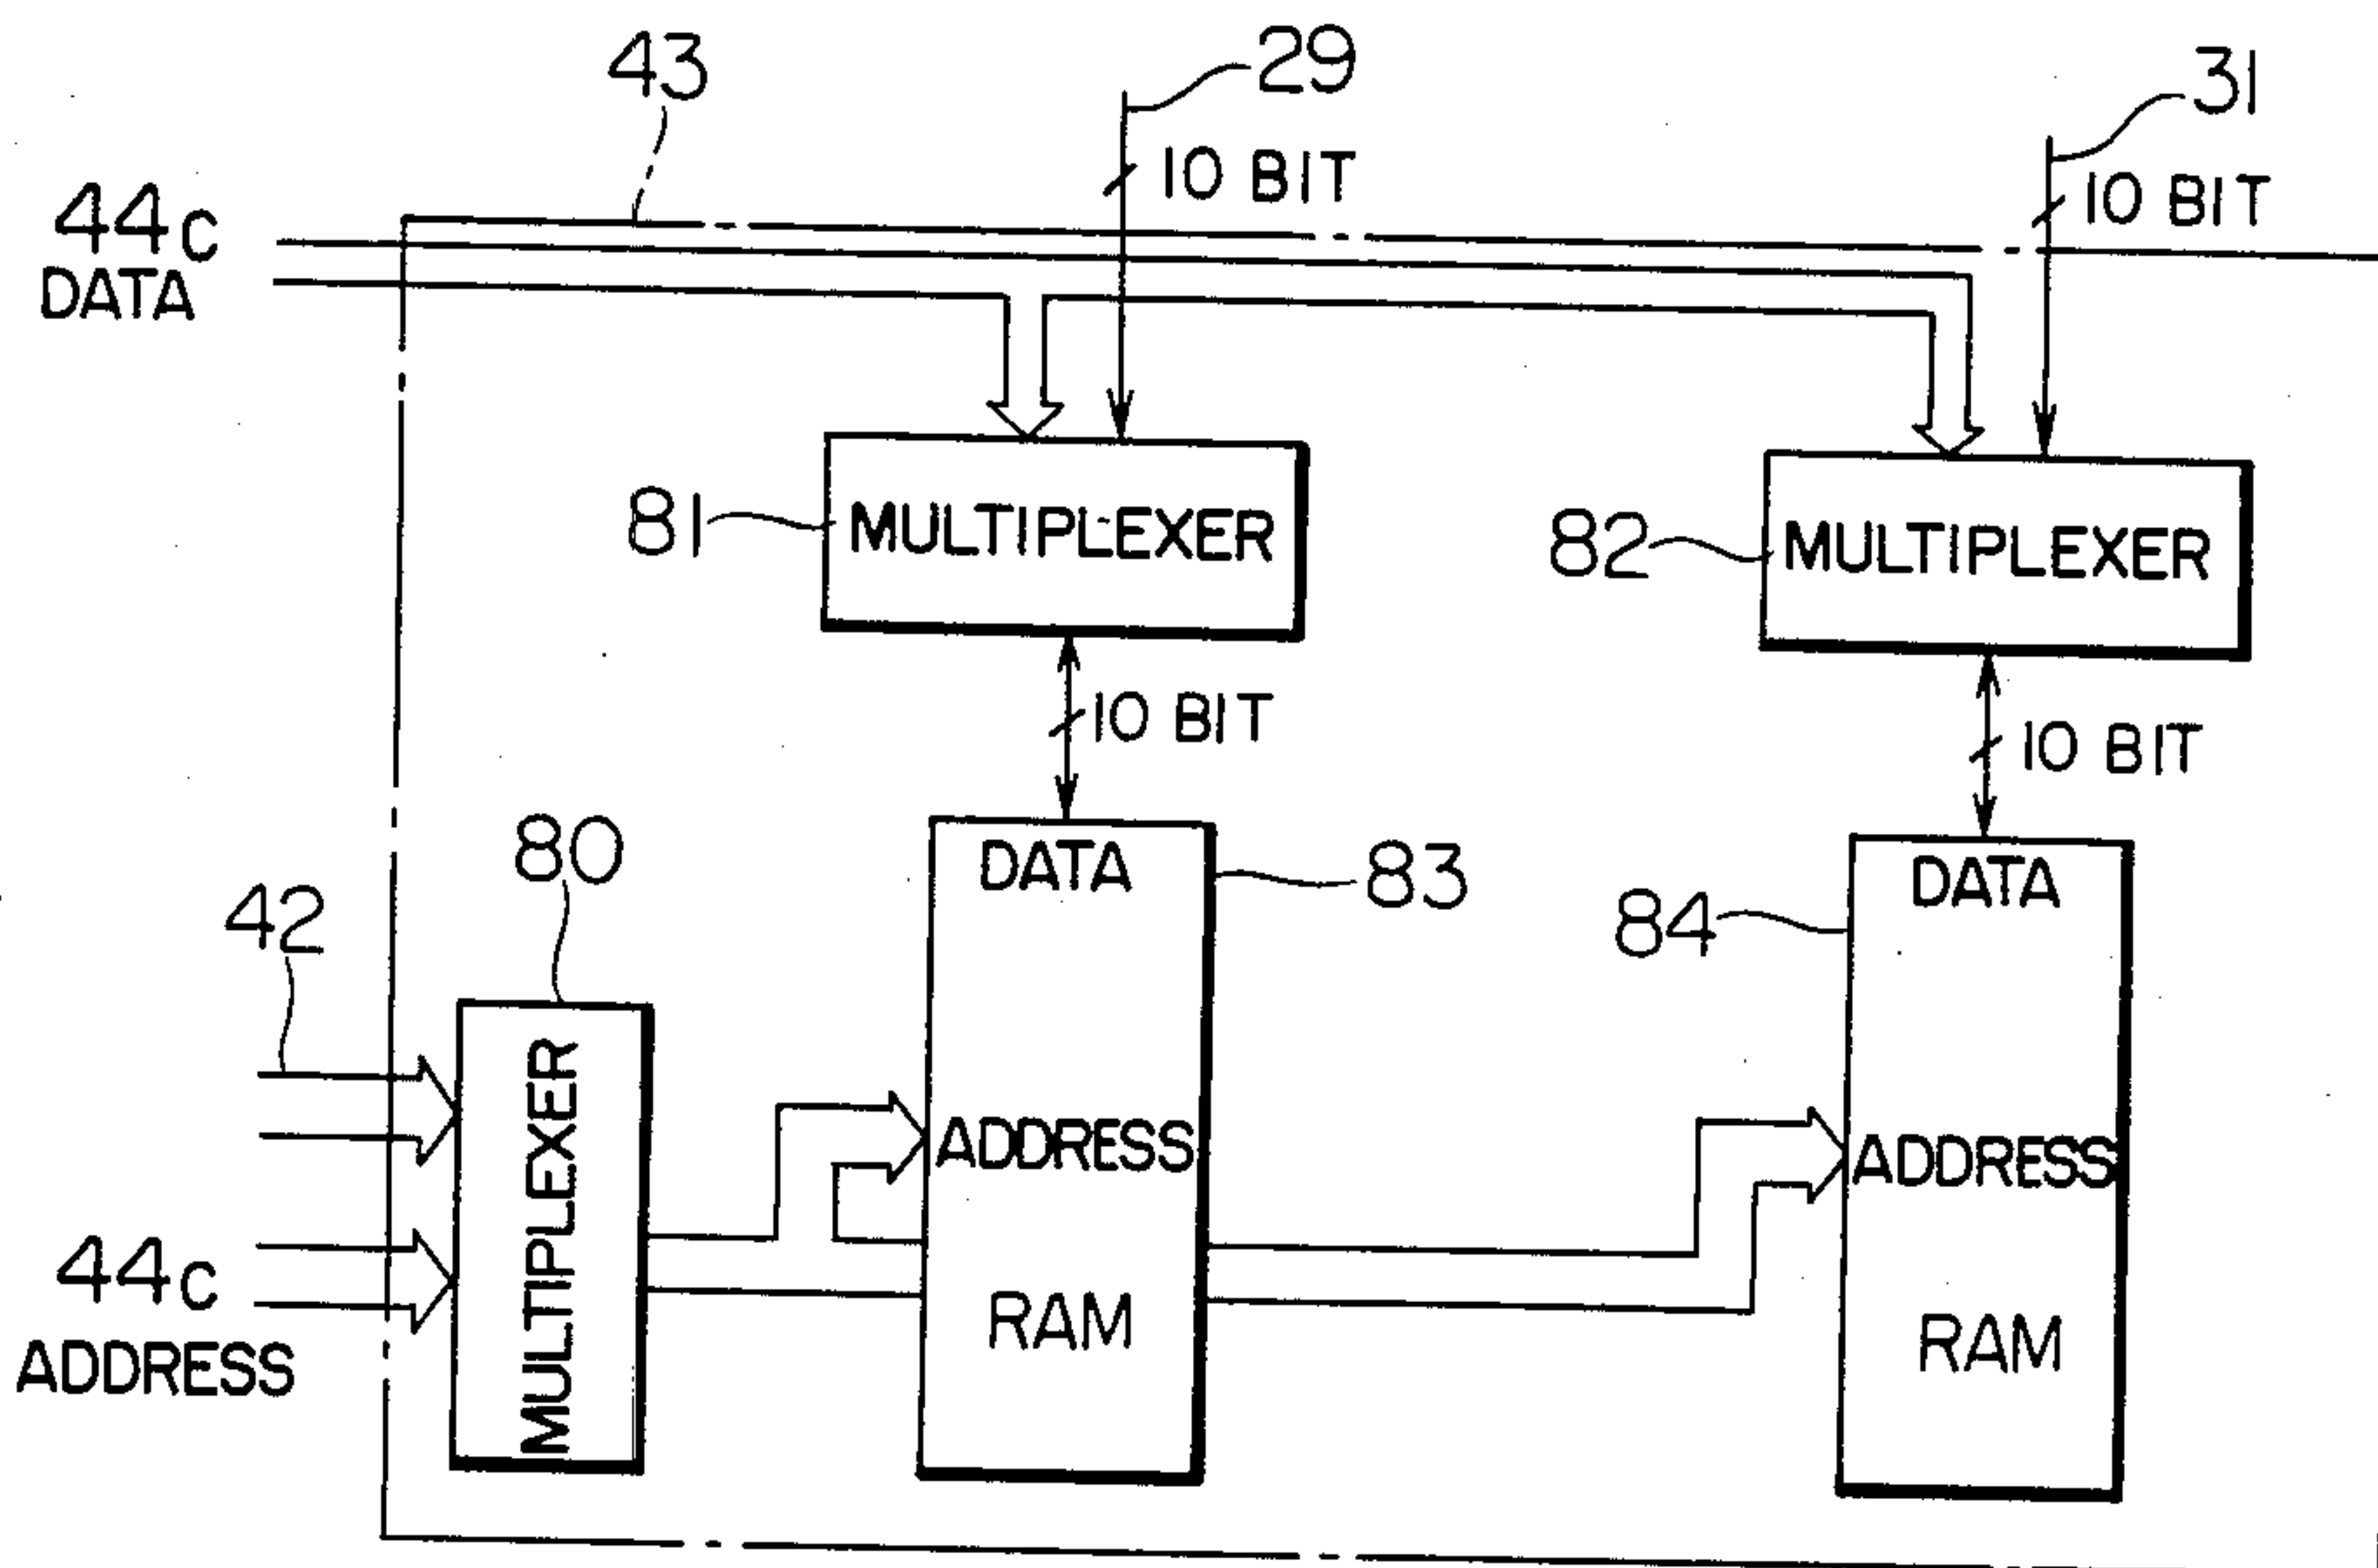 43
29
31
10 BIT
10 BIT
44c
DATA
81
MULTIPLEXER
82
MULTIPLEXER
10 BIT
10 BIT
80
DATA
83
DATA
84
42
MULTIPLEXER
ADDRESS
ADDRESS
44c
ADDRESS
RAM
RAM